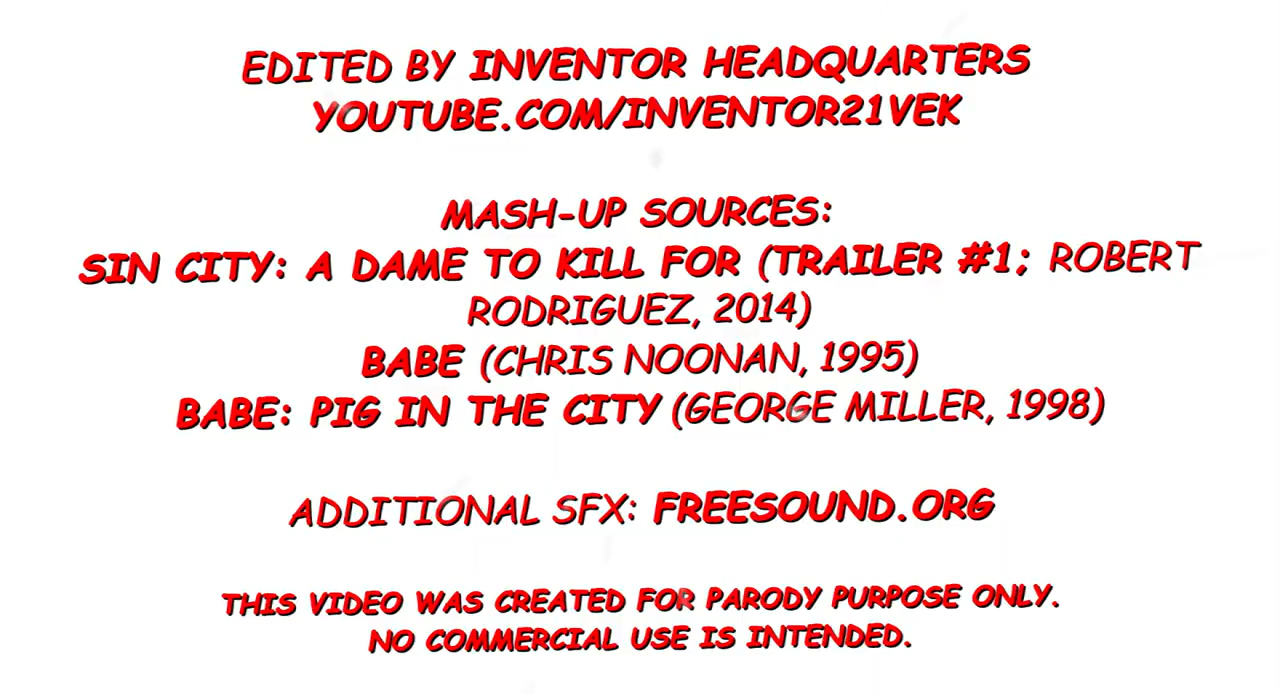 EDITED BY INVENTOR HEADQUARTERS
YOUTUBE.COM/INVENTOR21VEK
MASH-UP SOURCES:
SIN CITY: A DAME TO KILL FOR (TRAILER #1; ROBERT
RODRIGUEZ, 2014)
BABE (CHRIS NOONAN, 1995)
BABE: PIG IN THE CITY (GEORGE MILLER, 1998)
ADDITIONAL SFX: FREESOUND.ORG
THIS VIDEO WAS CREATED FOR PARODY PURPOSE ONLY.
NO COMMERCIAL USE IS INTENDED.